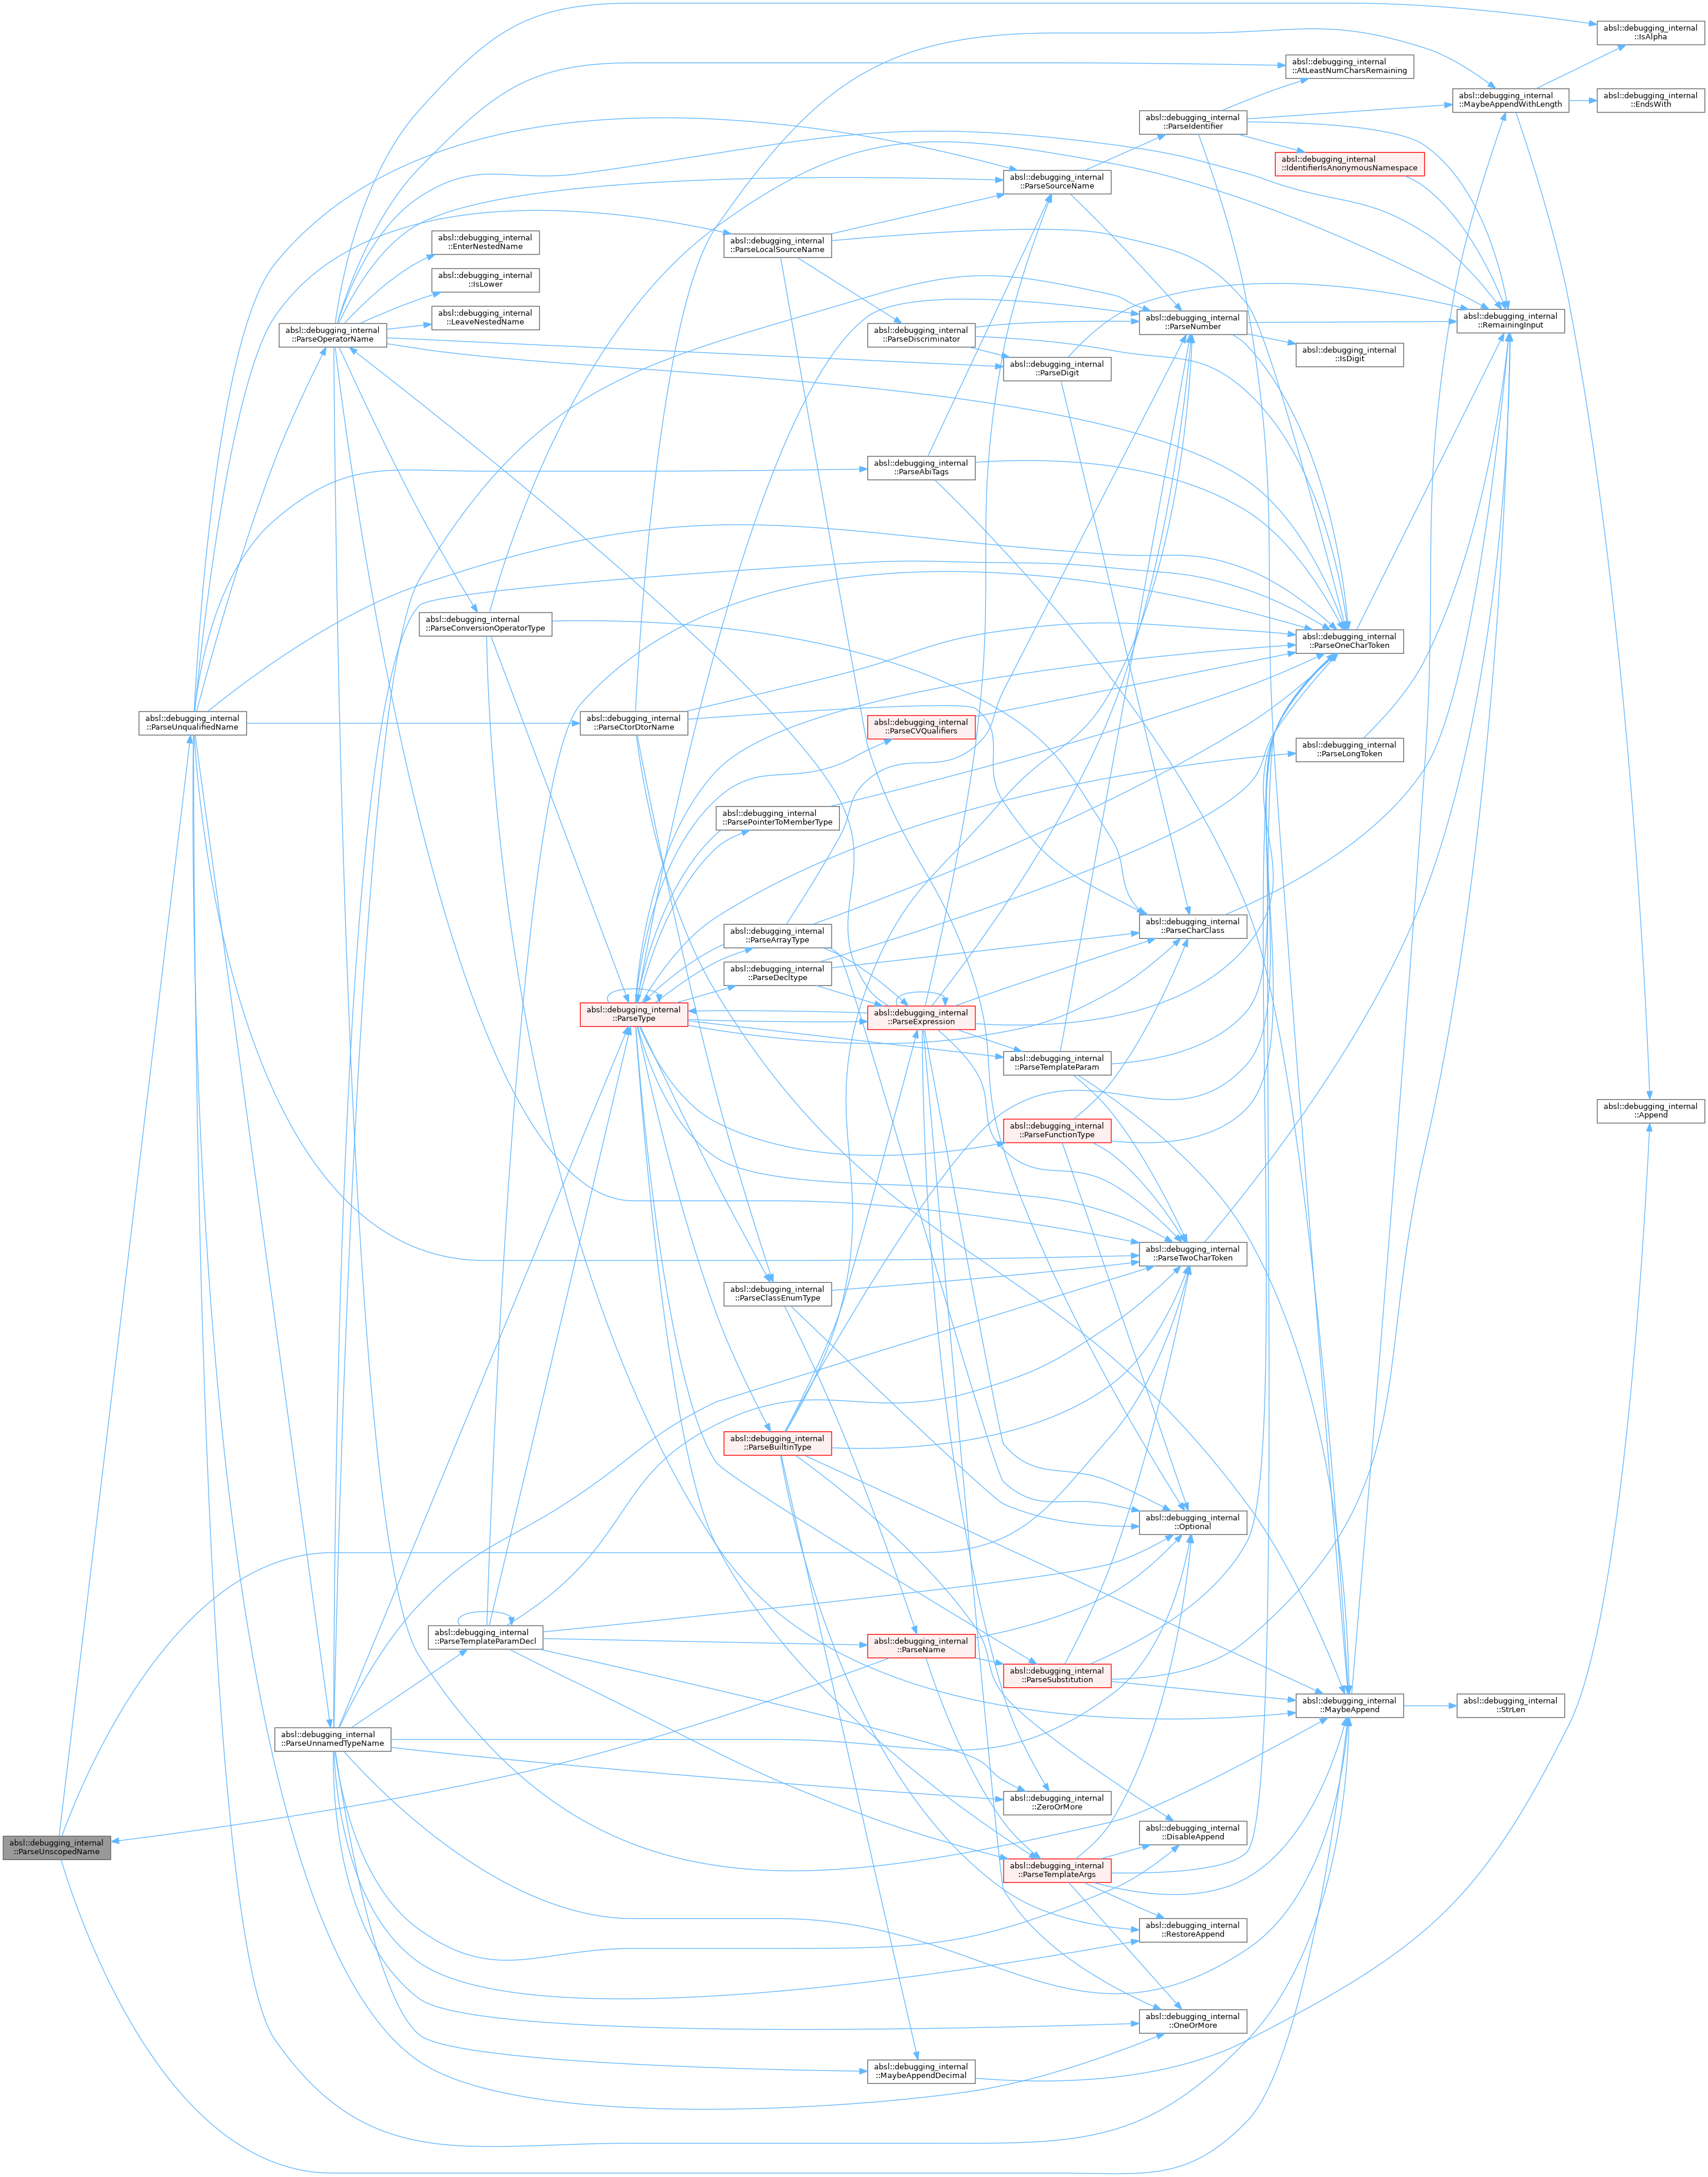 absl::debugging_internal
::IsAlpha
absl::debugging_internal
::AtLeastNumCharsRemaining
absl::debugging_internal
::MaybeAppendWithLength
absl::debugging_internal
::EndsWith
absl::debugging_internal
::ParseIdentifier
absl::debugging_internal
::IdentifierIsAnonymousNamespace
absl::debugging_internal
::ParseSourceName
absl::debugging_internal
::EnterNestedName
absl::debugging_internal
::ParseLocalSourceName
absl::debugging_internal
::IsLower
absl::debugging_internal
::LeaveNestedName
absl::debugging_internal
::ParseOperatorName
absl::debugging_internal
::ParseDiscriminator
absl::debugging_internal
::ParseNumber
absl::debugging_internal
::RemainingInput
absl::debugging_internal
::ParseDigit
absl::debugging_internal
::IsDigit
absl::debugging_internal
::ParseAbiTags
absl::debugging_internal
::ParseConversionOperatorType
absl::debugging_internal
::ParseOneCharToken
absl::debugging_internal
::ParseUnqualifiedName
absl::debugging_internal
::ParseCtorDtorName
absl::debugging_internal
::ParseCVQualifiers
absl::debugging_internal
::ParseLongToken
absl::debugging_internal
::ParsePointerToMemberType
absl::debugging_internal
::ParseCharClass
absl::debugging_internal
::ParseArrayType
absl::debugging_internal
::ParseDecltype
absl::debugging_internal
::ParseType
absl::debugging_internal
::ParseExpression
absl::debugging_internal
::ParseTemplateParam
absl::debugging_internal
::Append
absl::debugging_internal
::ParseFunctionType
absl::debugging_internal
::ParseTwoCharToken
absl::debugging_internal
::ParseClassEnumType
absl::debugging_internal
::ParseBuiltinType
absl::debugging_internal
::Optional
absl::debugging_internal
::ParseTemplateParamDecl
absl::debugging_internal
::ParseName
absl::debugging_internal
::ParseSubstitution
absl::debugging_internal
::MaybeAppend
absl::debugging_internal
::StrLen
absl::debugging_internal
::ParseUnnamedTypeName
absl::debugging_internal
::ZeroOrMore
absl::debugging_internal
::ParseUnscopedName
absl::debugging_internal
::DisableAppend
absl::debugging_internal
::ParseTemplateArgs
absl::debugging_internal
::RestoreAppend
absl::debugging_internal
::OneOrMore
absl::debugging_internal
::MaybeAppendDecimal